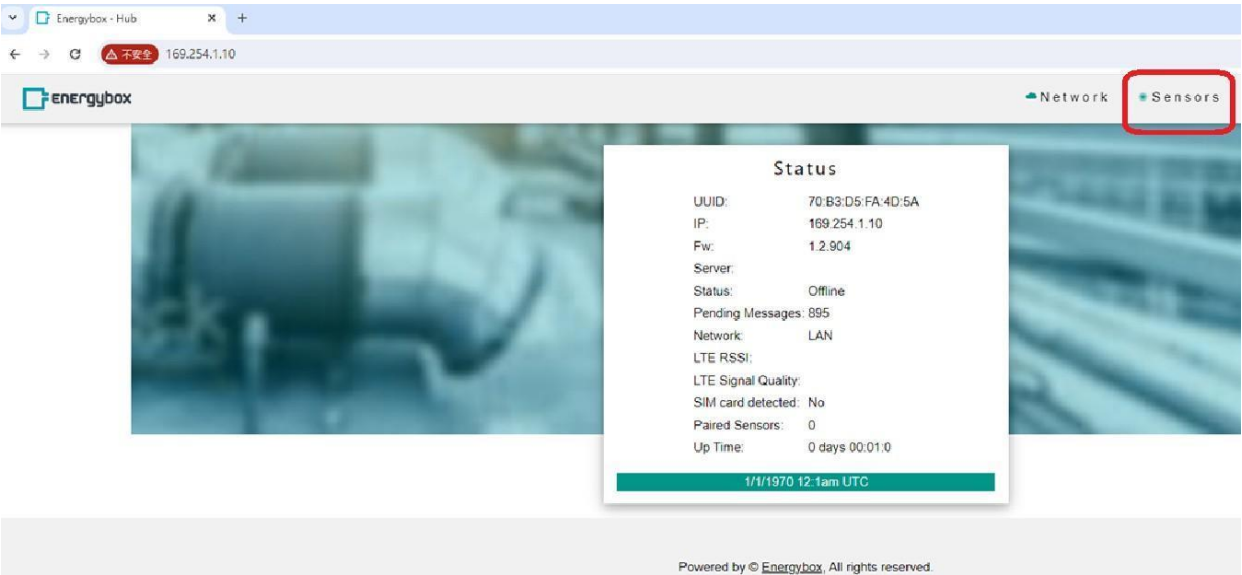 Energybox - Hub
不安全 169.254.1.10
energybox Network Sensors
Status
UUID: 70:B3:D5:FA:4D:5A
IP: 169.254.1.10
Fw: 1.2.904
Server:
Status: Offline
Pending Messages: 895
Network: LAN
LTE RSSI:
LTE Signal Quality:
SIM card detected: No
Paired Sensors: 0
Up Time: 0 days 00:01:0
1/1/1970 12:1am UTC
Powered by © Energybox, All rights reserved.